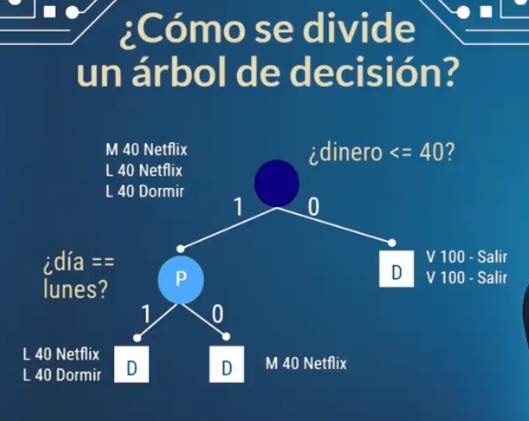 ¿Cómo se divide
un árbol de decisión?
M 40 Netflix
L 40 Netflix
L 40 Dormir
¿dinero <= 40?
1
0
¿día ==
lunes?
P
D
V 100 - Salir
V 100 - Salir
1
0
L 40 Netflix
L 40 Dormir
D
D
M 40 Netflix